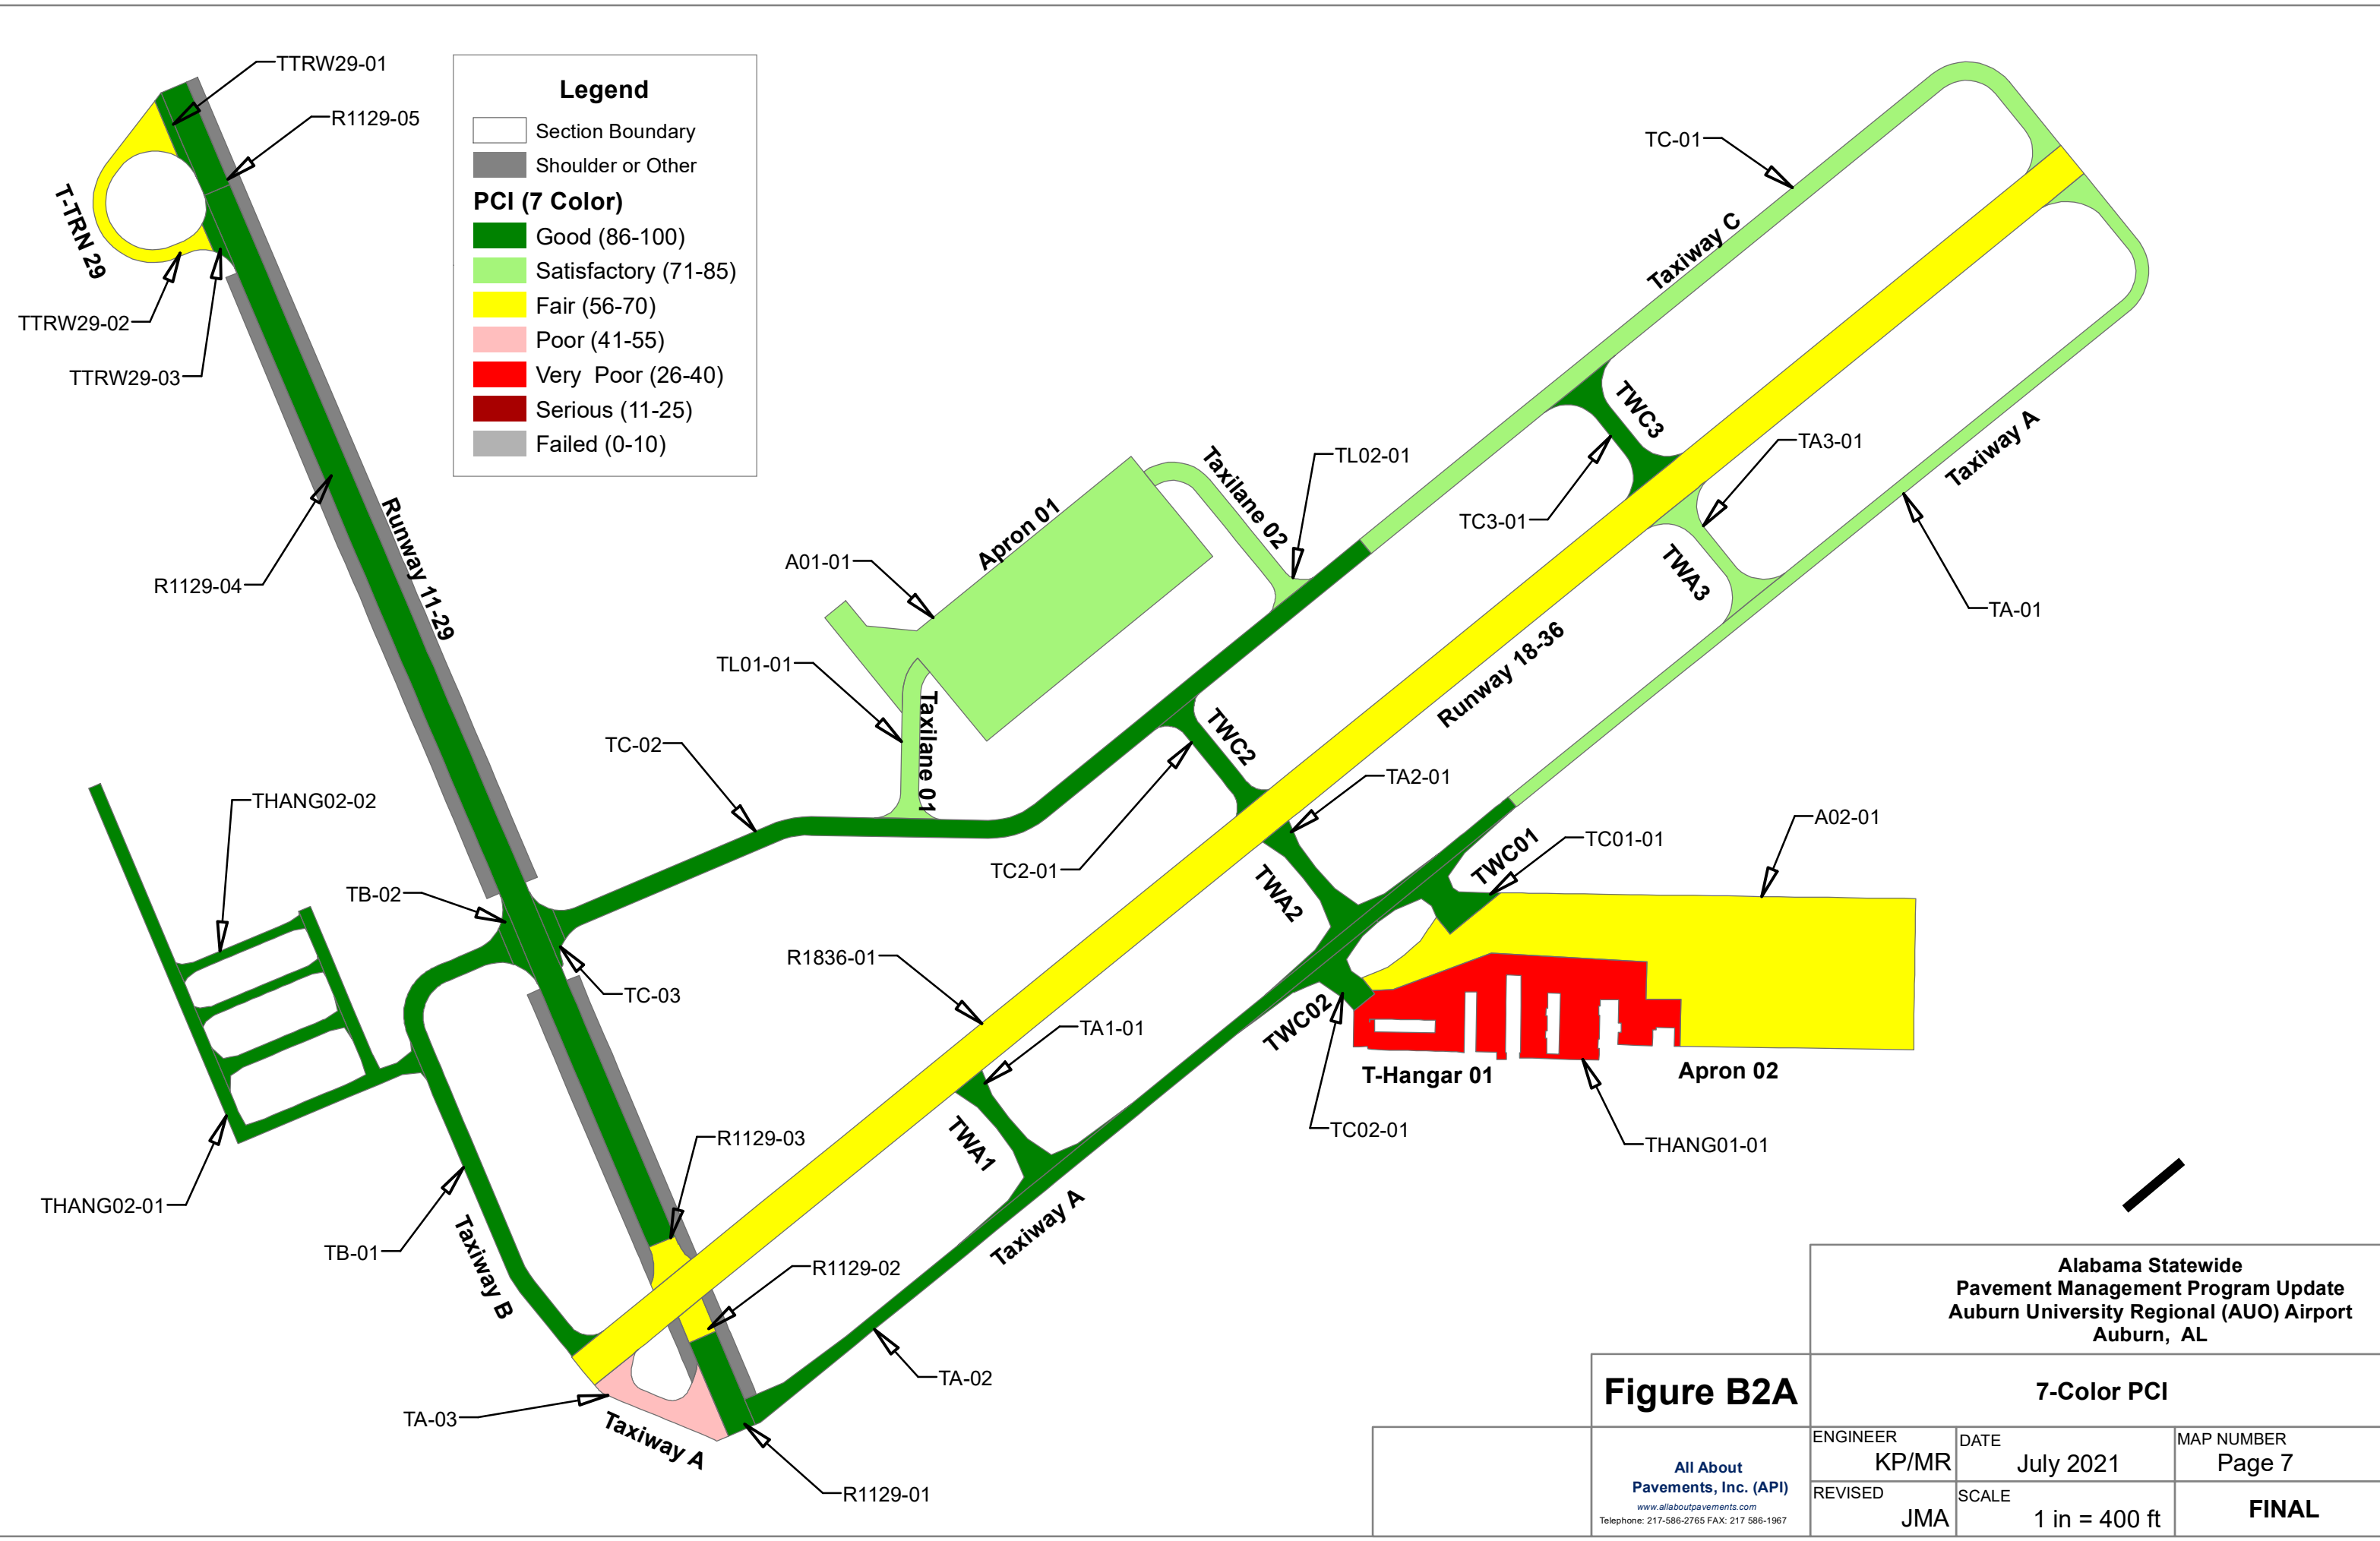 TTRW29-01
R1129-05
T-TRN 29
TTRW29-02
TTRW29-03
R1129-04
Runway 11-29
Legend
Section Boundary
Shoulder or Other
PCI (7 Color)
Good (86-100)
Satisfactory (71-85)
Fair (56-70)
Poor (41-55)
Very  Poor (26-40)
Serious (11-25)
Failed (0-10)
TC-01
Taxiway C
TWC3
TC3-01
TA3-01
TWA3
Taxiway A
TA-01
Taxilane 02
TL02-01
Apron 01
A01-01
TL01-01
Taxilane 01
TC-02
TWC2
TC2-01
Runway 18-36
TA2-01
TWA2
TWC01
TC01-01
A02-01
THANG02-02
TB-02
TC-03
R1836-01
TA1-01
TWA1
TWC02
TC02-01
T-Hangar 01
Apron 02
THANG01-01
THANG02-01
TB-01
Taxiway B
R1129-03
R1129-02
Taxiway A
TA-02
TA-03
Taxiway A
R1129-01
Alabama Statewide
Pavement Management Program Update
Auburn University Regional (AUO) Airport
Auburn,  AL
Figure B2A
7-Color PCI
All About
Pavements, Inc. (API)
www.allaboutpavements.com
Telephone: 217-586-2765 FAX: 217 586-1967
ENGINEER
KP/MR
DATE
July 2021
MAP NUMBER
Page 7
REVISED
JMA
SCALE
1 in = 400 ft
FINAL